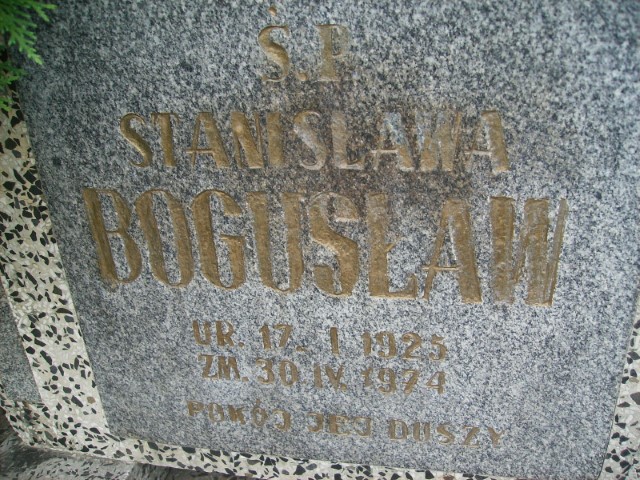 Ś.P
STANISŁAWA
BOGUSŁAW
UR. 17. I 1925
ZM. 30 IV. 1974
POKÓJ JEJ DUSZY